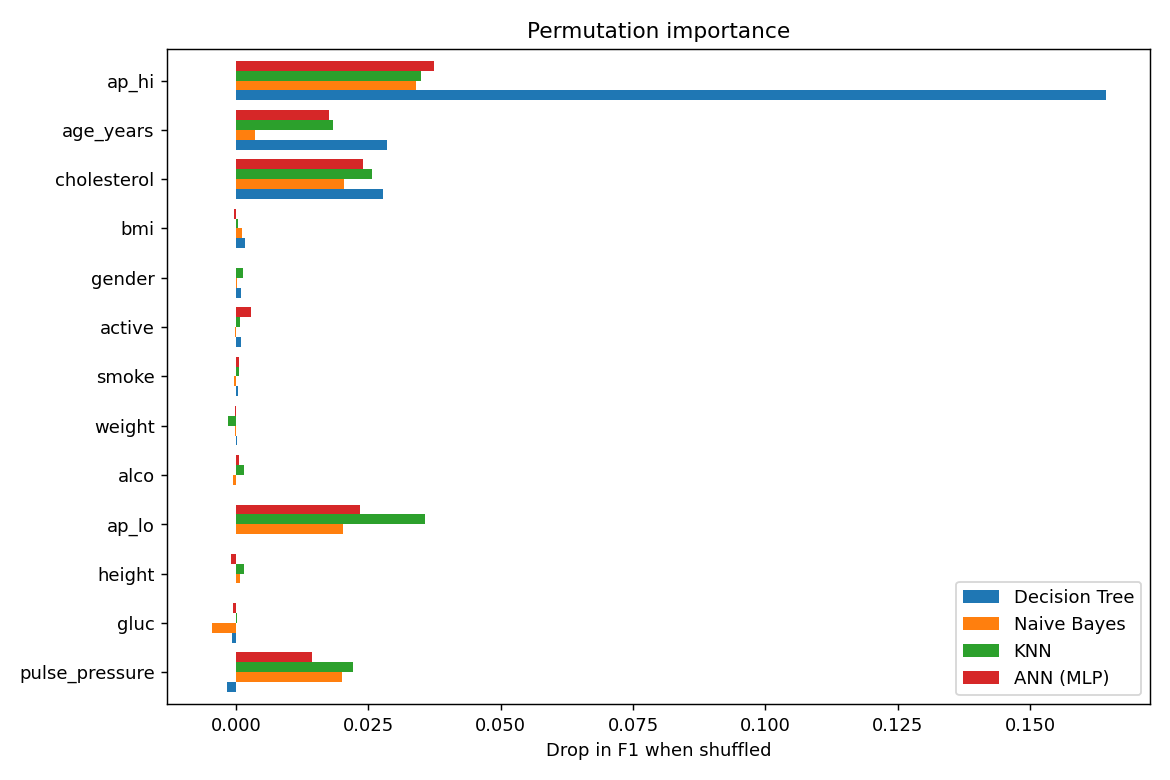 Permutation importance
ap_hi
age_years
cholesterol
bmi
gender
active
smoke
weight
alco
ap_lo
height
gluc
pulse_pressure
0.000 0.025 0.050 0.075 0.100 0.125 0.150
Drop in F1 when shuffled
Decision Tree
Naive Bayes
KNN
ANN (MLP)